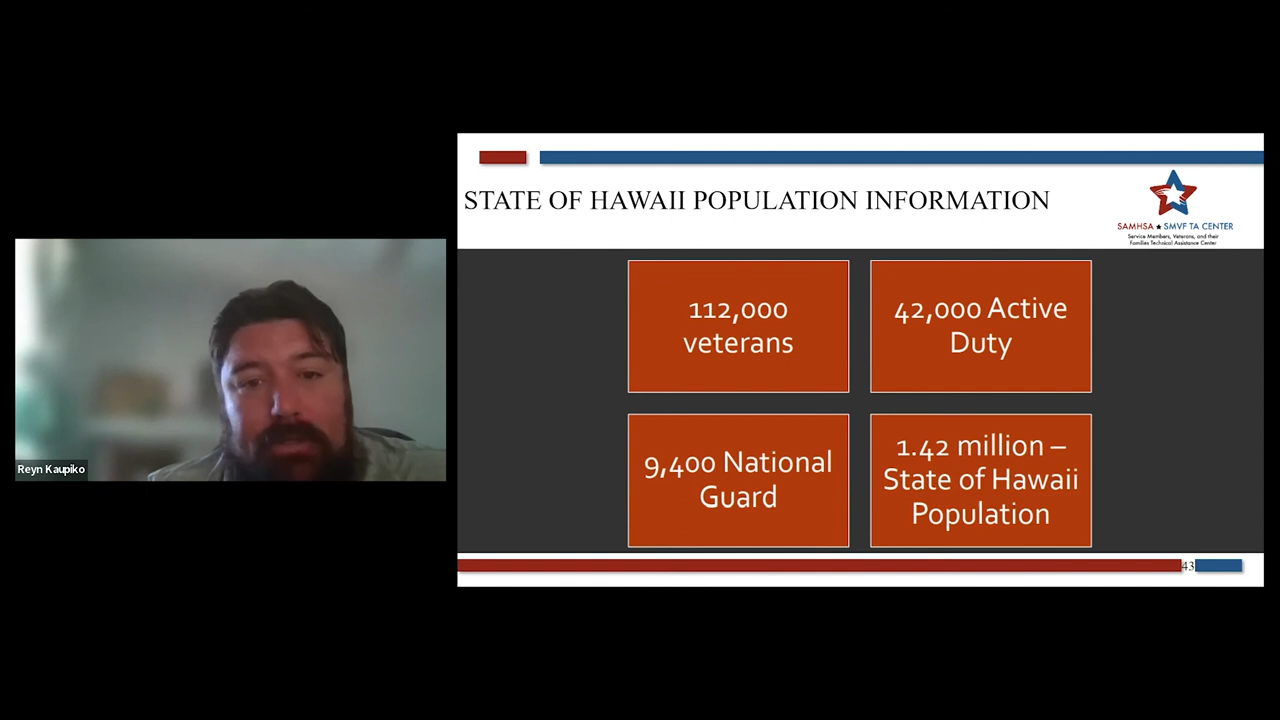 STATE OF HAWAII POPULATION INFORMATION
SAMHSA ★ SMVF TA CENTER
Service Members, Veterans, and their
Families Technical Assistance Center
112,000
veterans
42,000 Active
Duty
9,400 National
Guard
1.42 million –
State of Hawaii
Population
Reyn Kaupiko
43